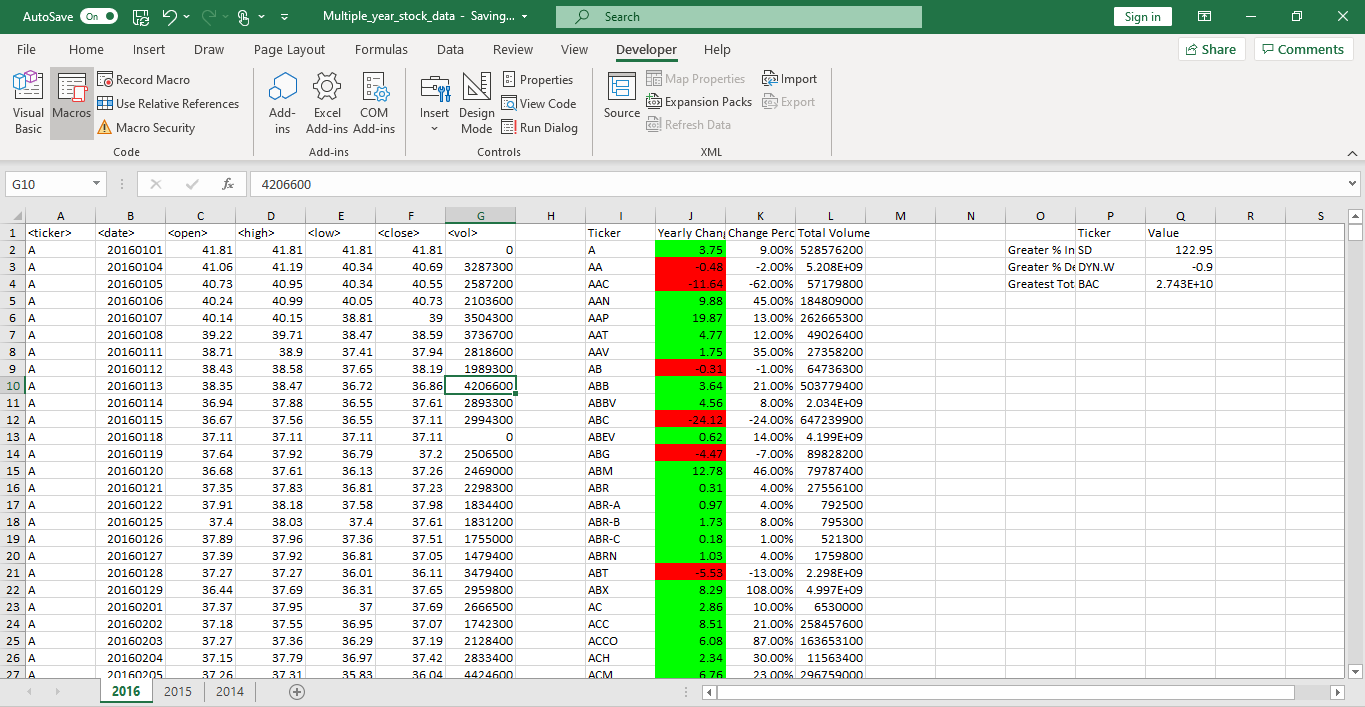 AutoSave On Multiple_year_stock_data - Saving... Search Sign in
File Home Insert Draw Page Layout Formulas Data Review View Developer Help Share Comments
Visual Basic Macros Record Macro Use Relative References Macro Security Add-ins Excel Add-ins COM Add-ins Insert Design Mode Properties View Code Run Dialog Source Map Properties Expansion Packs Refresh Data Import Export
Code Add-ins Controls XML
G10 fx 4206600
A B C D E F G H I J K L M N O P Q R S
1 <ticker> <date> <open> <high> <low> <close> <vol> Ticker Yearly Chang Change Perc Total Volume Ticker Value
2 A 20160101 41.81 41.81 41.81 41.81 0 A 3.75 9.00% 528576200 Greater % In SD 122.95
3 A 20160104 41.06 41.19 40.34 40.69 3287300 AA -0.48 -2.00% 5.208E+09 Greater % De DYN.W -0.9
4 A 20160105 40.73 40.95 40.34 40.55 2587200 AAC -11.64 -62.00% 57179800 Greatest Tot BAC 2.743E+10
5 A 20160106 40.24 40.99 40.05 40.73 2103600 AAN 9.88 45.00% 184809000
6 A 20160107 40.14 40.15 38.81 39 3504300 AAP 19.87 13.00% 262665300
7 A 20160108 39.22 39.71 38.47 38.59 3736700 AAT 4.77 12.00% 49026400
8 A 20160111 38.71 38.9 37.41 37.94 2818600 AAV 1.75 35.00% 27358200
9 A 20160112 38.43 38.58 37.65 38.19 1989300 AB -0.31 -1.00% 64736300
10 A 20160113 38.35 38.47 36.72 36.86 4206600 ABB 3.64 21.00% 503779400
11 A 20160114 36.94 37.88 36.55 37.61 2893300 ABBV 4.56 8.00% 2.034E+09
12 A 20160115 36.67 37.56 36.55 37.11 2994300 ABC -24.12 -24.00% 647239900
13 A 20160118 37.11 37.11 37.11 37.11 0 ABEV 0.62 14.00% 4.199E+09
14 A 20160119 37.64 37.92 36.79 37.2 2506500 ABG -4.47 -7.00% 89828200
15 A 20160120 36.68 37.61 36.13 37.26 2469000 ABM 12.78 46.00% 79787400
16 A 20160121 37.35 37.83 36.81 37.23 2298300 ABR 0.31 4.00% 27556100
17 A 20160122 37.91 38.18 37.58 37.98 1834400 ABR-A 0.97 4.00% 792500
18 A 20160125 37.4 38.03 37.4 37.61 1831200 ABR-B 1.73 8.00% 795300
19 A 20160126 37.89 37.96 37.36 37.51 1755000 ABR-C 0.18 1.00% 521300
20 A 20160127 37.39 37.92 36.81 37.05 1479400 ABRN 1.03 4.00% 1759800
21 A 20160128 37.27 37.27 36.01 36.11 3479400 ABT -5.53 -13.00% 2.298E+09
22 A 20160129 36.44 37.69 36.31 37.65 2959800 ABX 8.29 108.00% 4.997E+09
23 A 20160201 37.37 37.95 37 37.69 2666500 AC 2.86 10.00% 6530000
24 A 20160202 37.18 37.55 36.95 37.07 1742300 ACC 8.51 21.00% 258457600
25 A 20160203 37.27 37.36 36.29 37.19 2128400 ACCO 6.08 87.00% 163653100
26 A 20160204 37.15 37.79 36.97 37.42 2833400 ACH 2.34 30.00% 11563400
27 A 20160205 37.26 37.31 35.83 36.04 4424600 ACM 6.76 23.00% 296759000
2016 2015 2014